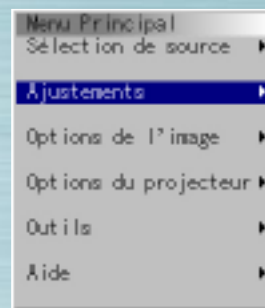 Menu Principal
Sélection de source
Ajustements
Options de l'image
Options du projecteur
Outils
Aide